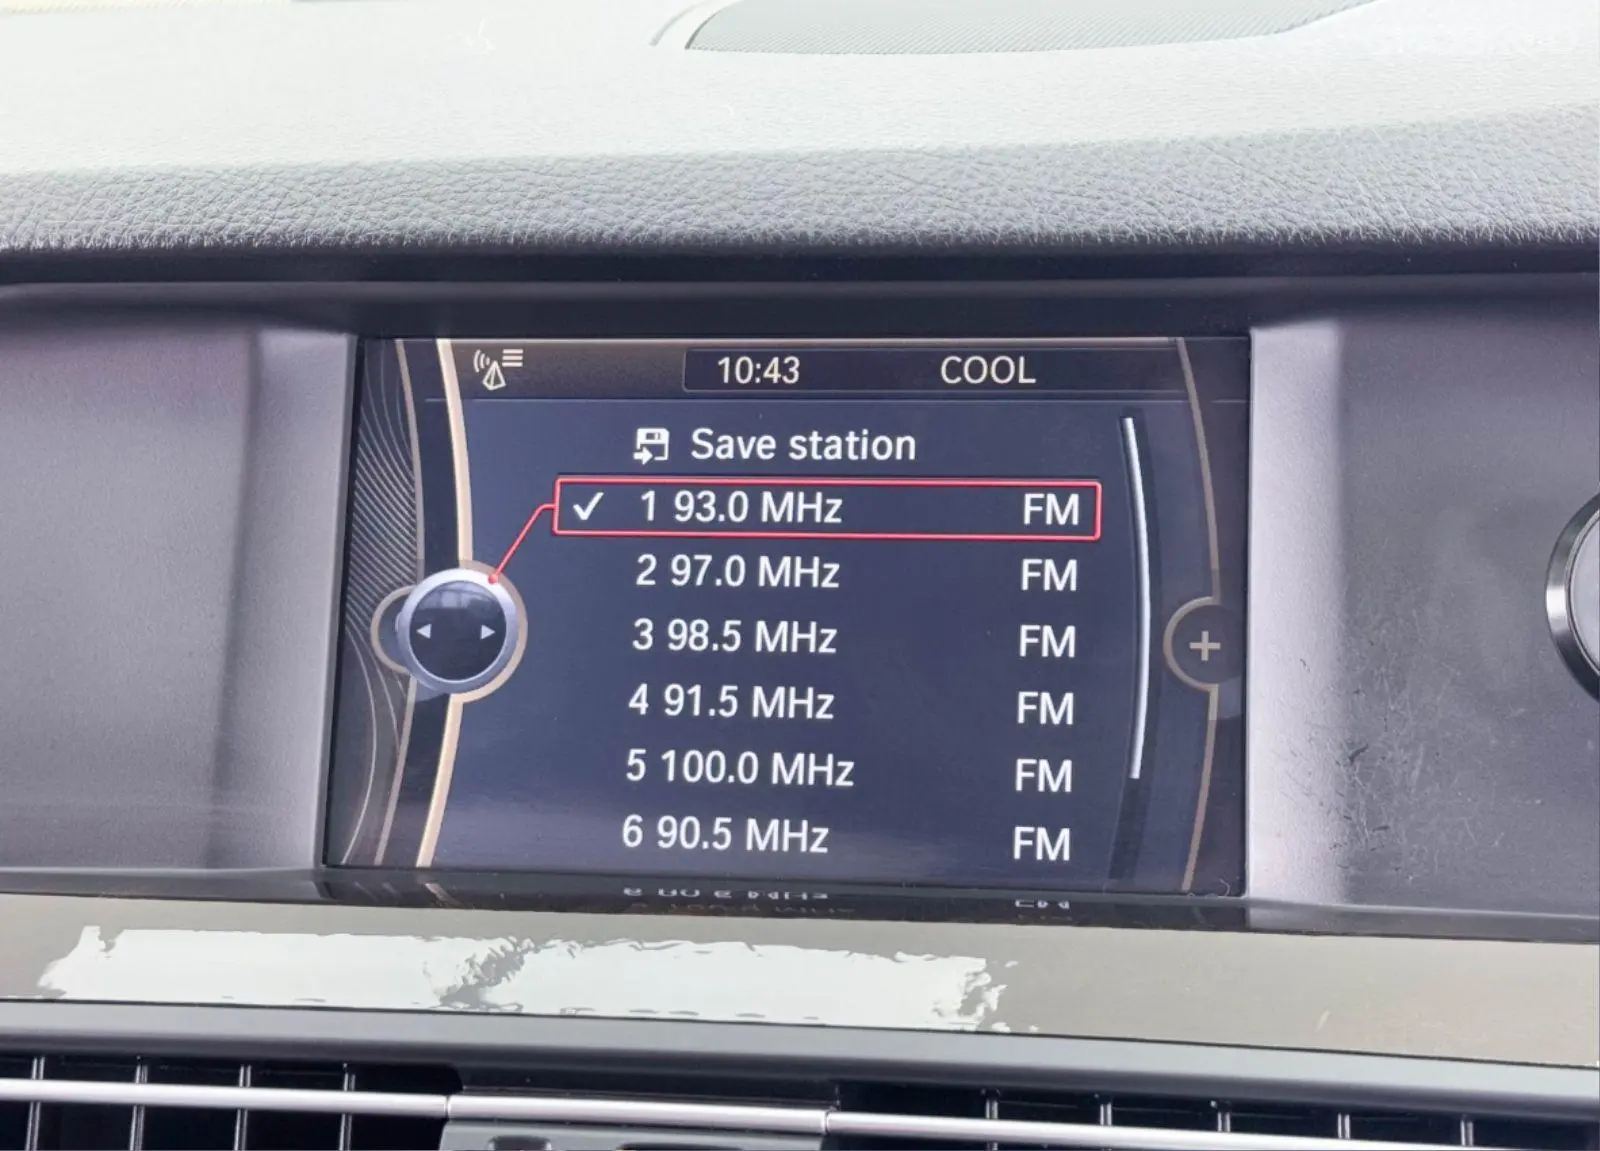 10:43 COOL
Save station
✓ 1 93.0 MHz FM
2 97.0 MHz FM
3 98.5 MHz FM
4 91.5 MHz FM
5 100.0 MHz FM
6 90.5 MHz FM